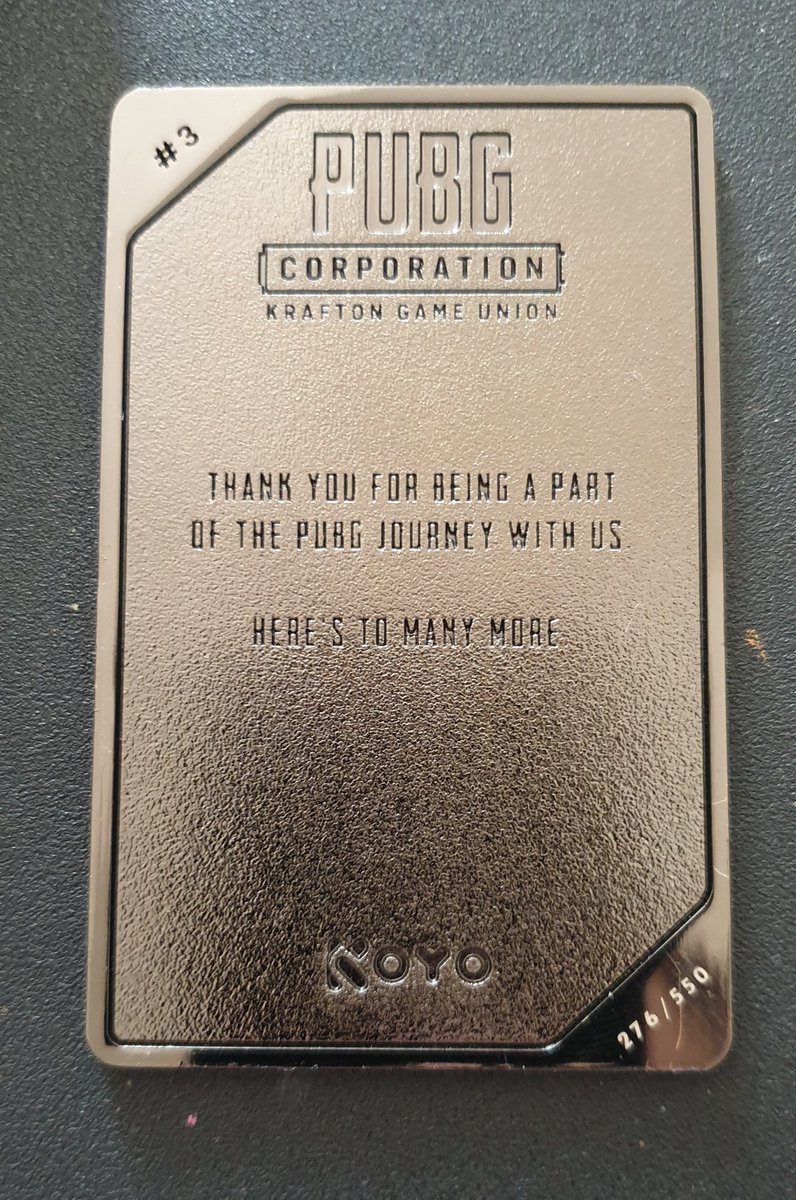 #3
PUBG
CORPORATION
KRAFTON GAME UNION
THANK YOU FOR BEING A PART
OF THE PUBG JOURNEY WITH US
HERE'S TO MANY MORE
KOYO
276/550